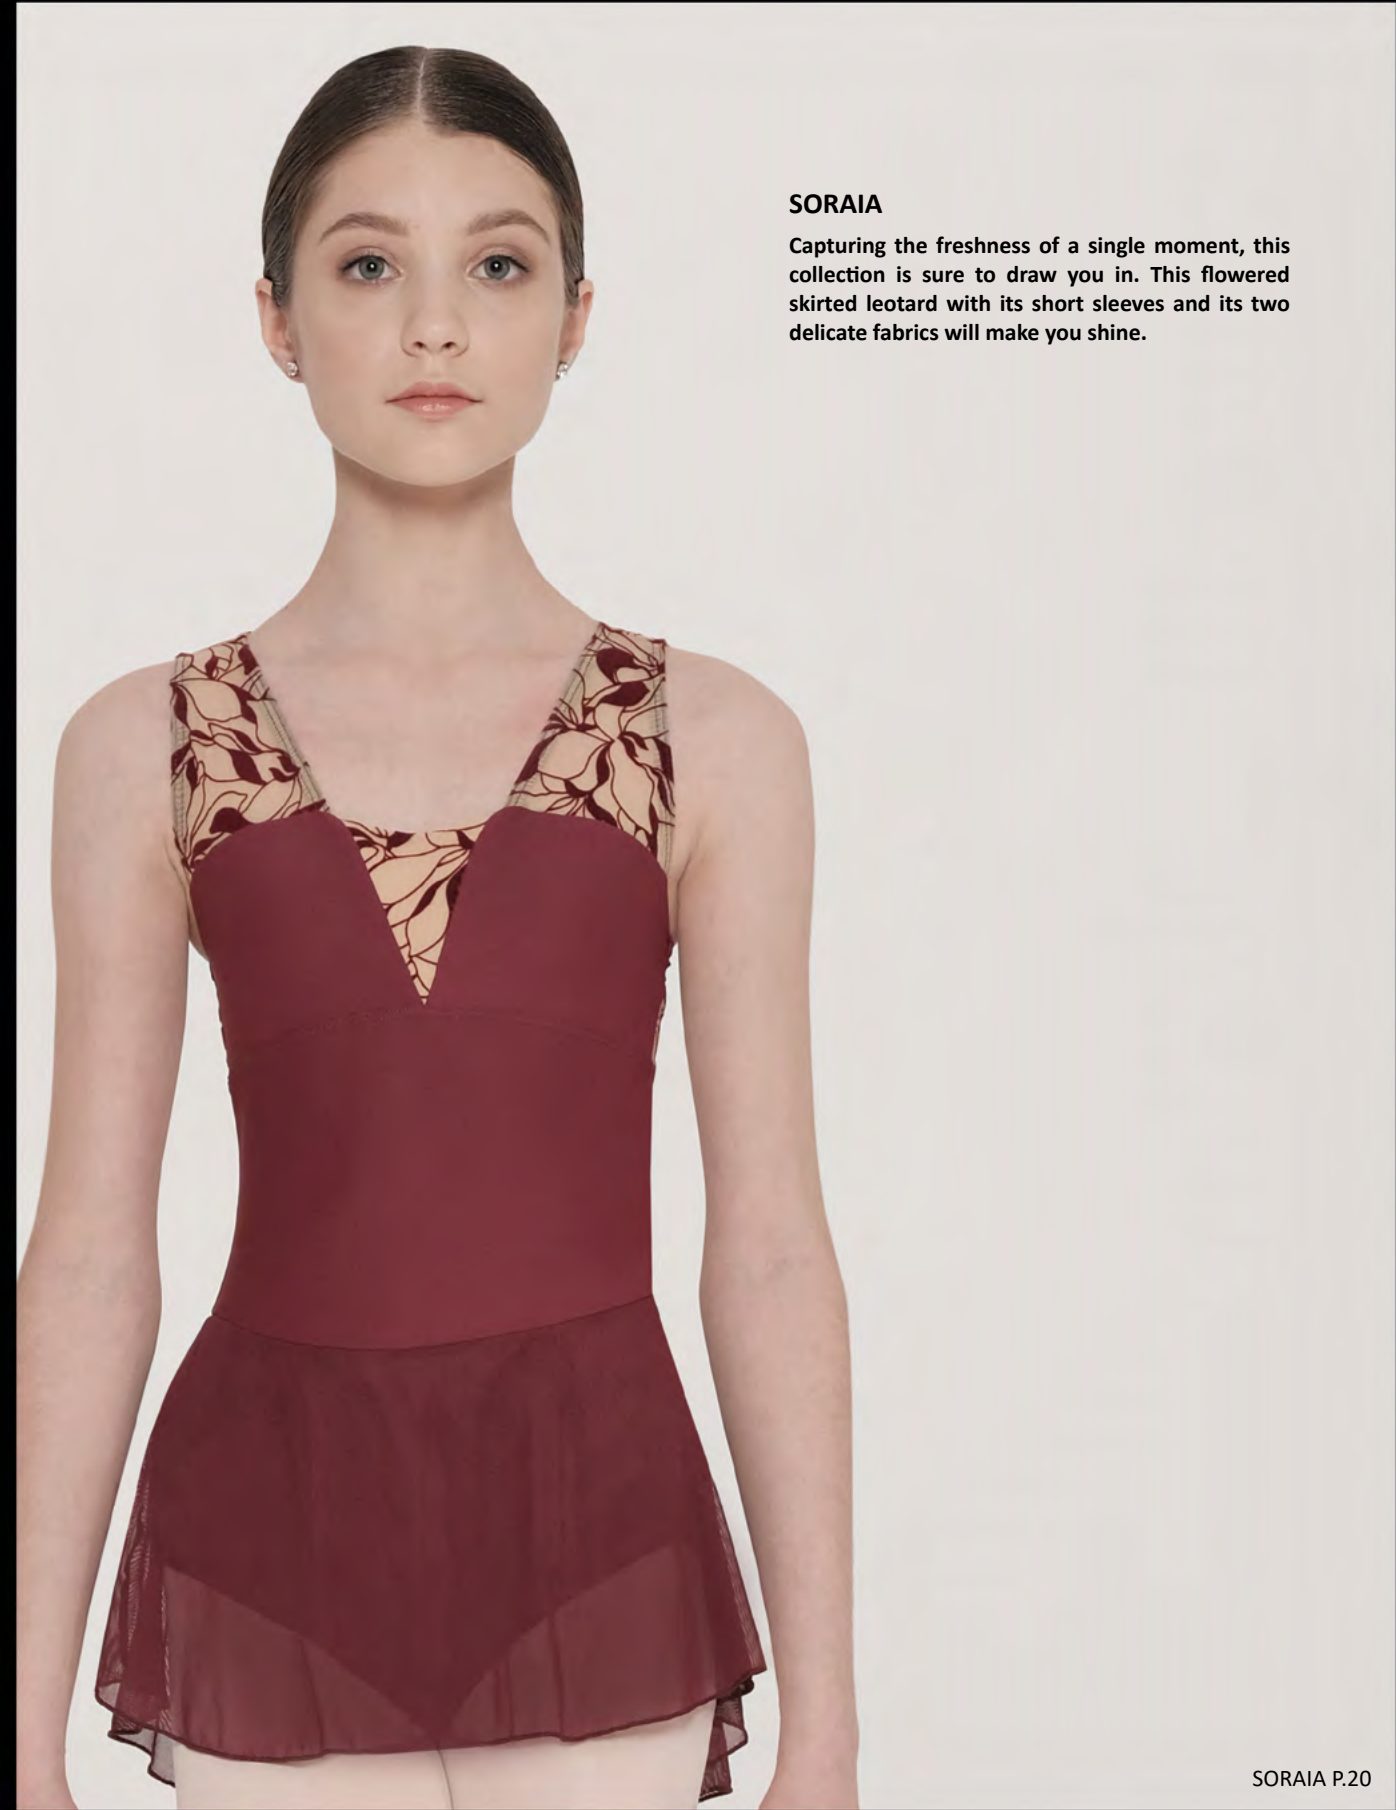 SORAIA
Capturing the freshness of a single moment, this
collection is sure to draw you in. This flowered
skirted leotard with its short sleeves and its two
delicate fabrics will make you shine.
SORAIA P.20